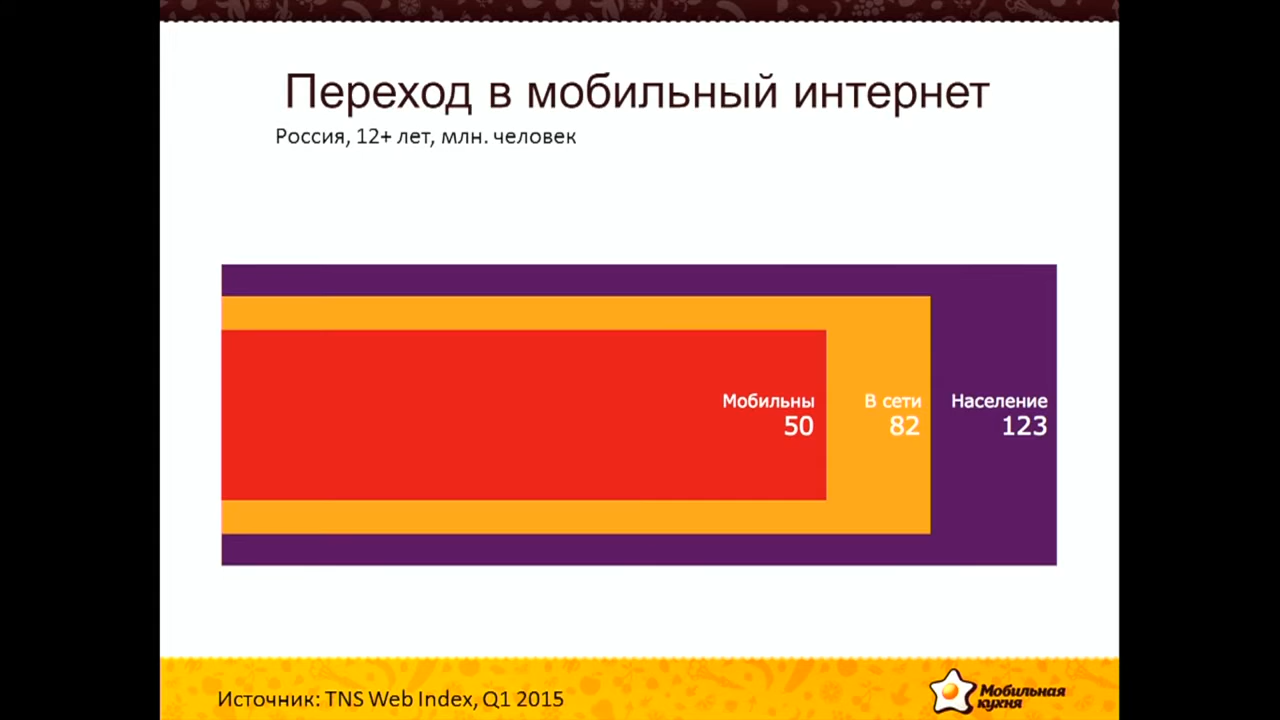 Переход в мобильный интернет
Россия, 12+ лет, млн. человек
Мобильны
50
В сети
82
Население
123
Источник: TNS Web Index, Q1 2015
Мобильная
кухня